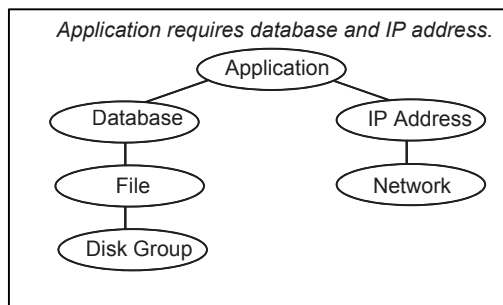 Application requires database and IP address.
Application
Database
IP Address
File
Network
Disk Group